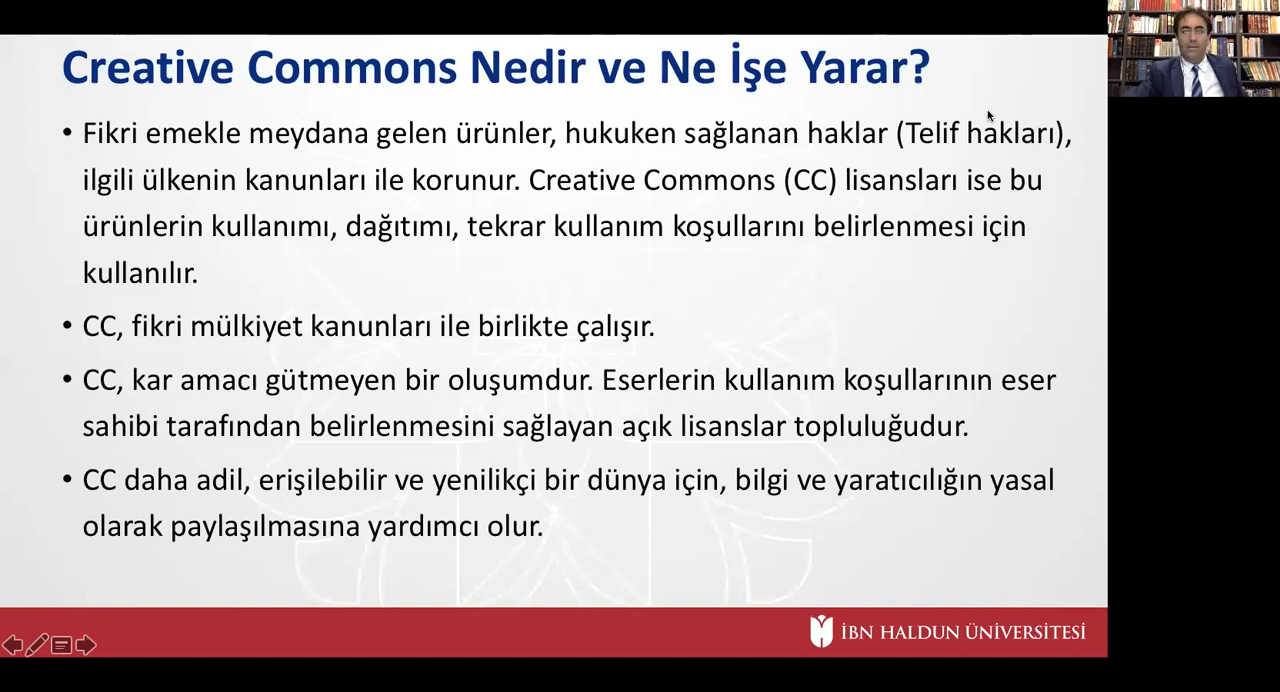 Creative Commons Nedir ve Ne İşe Yarar?
• Fikri emekle meydana gelen ürünler, hukuken sağlanan haklar (Telif hakları),
ilgili ülkenin kanunları ile korunur. Creative Commons (CC) lisansları ise bu
ürünlerin kullanımı, dağıtımı, tekrar kullanım koşullarını belirlenmesi için
kullanılır.
• CC, fikri mülkiyet kanunları ile birlikte çalışır.
• CC, kar amacı gütmeyen bir oluşumdur. Eserlerin kullanım koşullarının eser
sahibi tarafından belirlenmesini sağlayan açık lisanslar topluluğudur.
• CC daha adil, erişilebilir ve yenilikçi bir dünya için, bilgi ve yaratıcılığın yasal
olarak paylaşılmasına yardımcı olur.
İBN HALDUN ÜNİVERSİTESİ